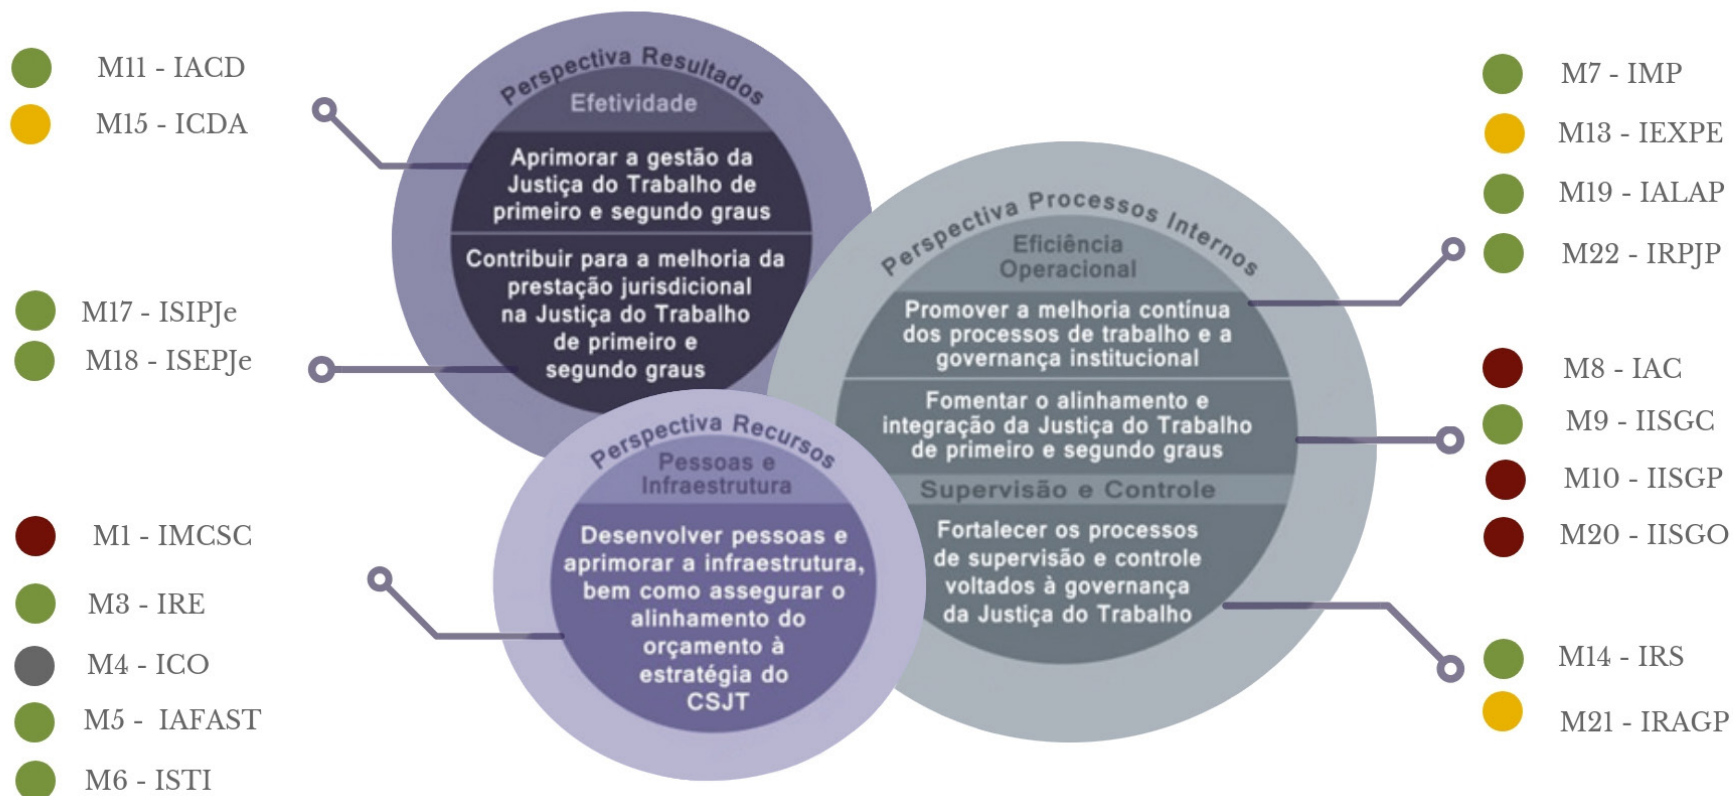 M11 - IACD
M15 - ICDA
M17 - ISIPJe
M18 - ISEPJe
M1 - IMCSC
M3 - IRE
M4 - ICO
M5 - IAFAST
M6 - ISTI
Perspectiva Resultados
Efetividade
Aprimorar a gestão da
Justiça do Trabalho de
primeiro e segundo graus
Contribuir para a melhoria da
prestação jurisdicional
na Justiça do Trabalho
de primeiro e
segundo graus
Perspectiva Recursos
Pessoas e
Infraestrutura
Desenvolver pessoas e
aprimorar a infraestrutura,
bem como assegurar o
alinhamento do
orçamento à
estratégia do
CSJT
Perspectiva Processos Internos
Eficiência
Operacional
Promover a melhoria contínua
dos processos de trabalho e a
governança institucional
Fomentar o alinhamento e
integração da Justiça do Trabalho
de primeiro e segundo graus
Supervisão e Controle
Fortalecer os processos
de supervisão e controle
voltados à governança
da Justiça do Trabalho
M7 - IMP
M13 - IEXPE
M19 - IALAP
M22 - IRPJP
M8 - IAC
M9 - IISGC
M10 - IISGP
M20 - IISGO
M14 - IRS
M21 - IRAGP